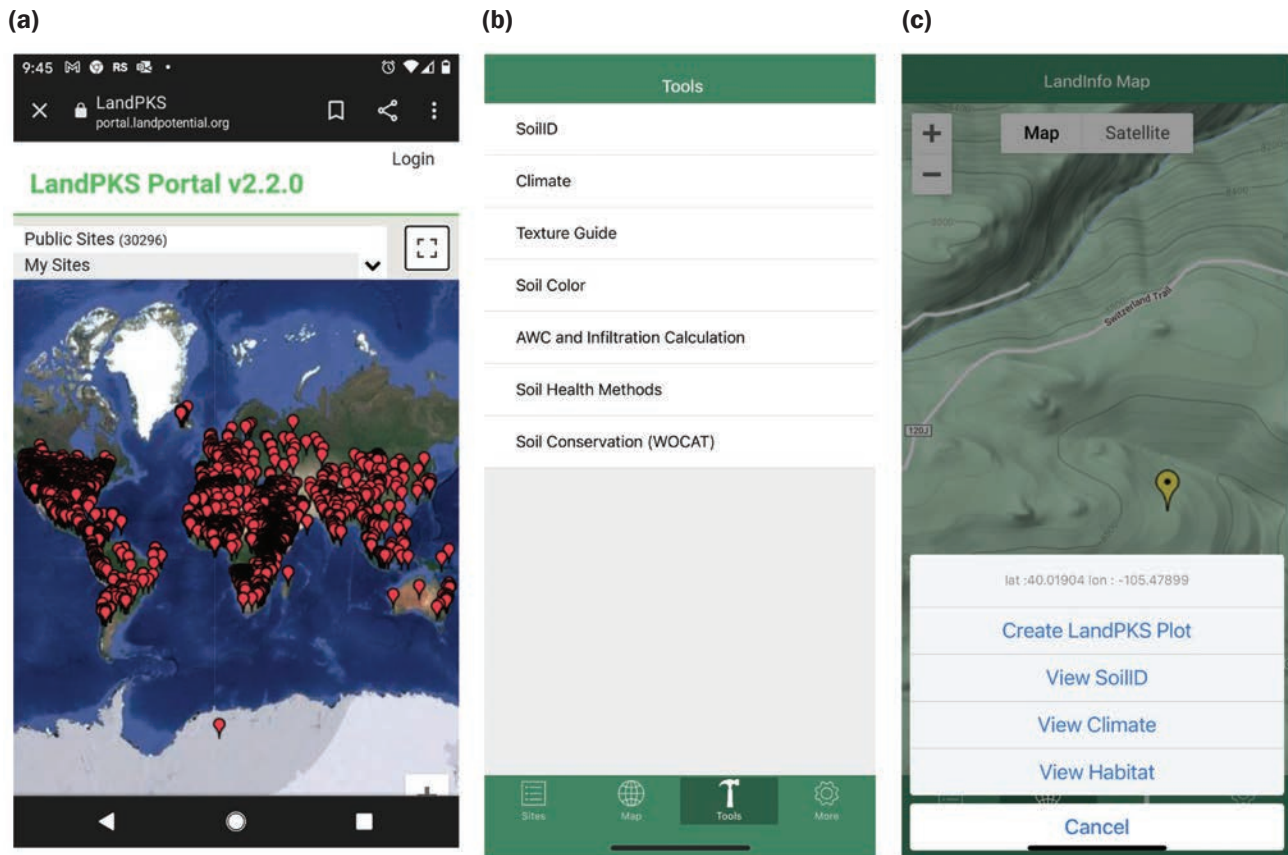 (a)
9:45 RS
LandPKS
portal.landpotential.org
Login
LandPKS Portal v2.2.0
Public Sites (30296)
My Sites
(b)
Tools
SoilID
Climate
Texture Guide
Soil Color
AWC and Infiltration Calculation
Soil Health Methods
Soil Conservation (WOCAT)
Sites
Map
Tools
More
(c)
LandInfo Map
+
Map
Satellite
−
Switzerland Trail
120J
lat :40.01904 lon : -105.47899
Create LandPKS Plot
View SoilID
View Climate
View Habitat
Cancel